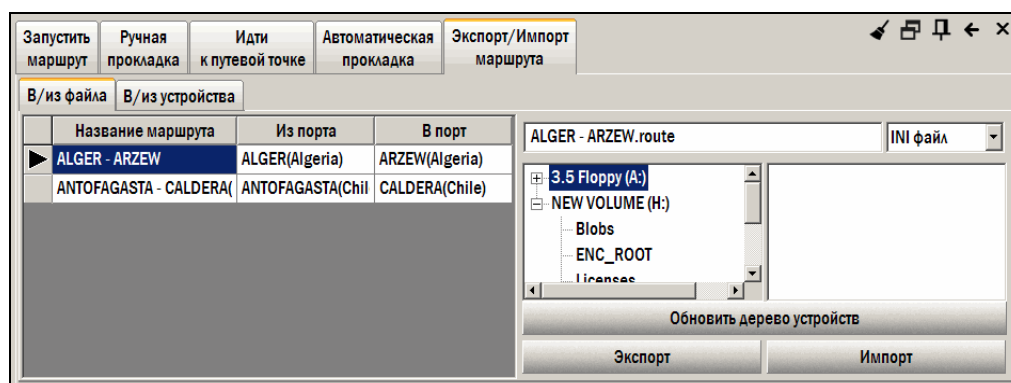 Запустить маршрут
Ручная прокладка
Идти к путевой точке
Автоматическая прокладка
Экспорт/Импорт маршрута
В/из файла
В/из устройства
Название маршрута Из порта В порт
ALGER - ARZEW ALGER(Algeria) ARZEW(Algeria)
ANTOFAGASTA - CALDERA( ANTOFAGASTA(Chil CALDERA(Chile)
ALGER - ARZEW.route INI файл
3.5 Floppy (A:)
NEW VOLUME (H:)
Blobs
ENC_ROOT
Licenses
Обновить дерево устройств
Экспорт Импорт